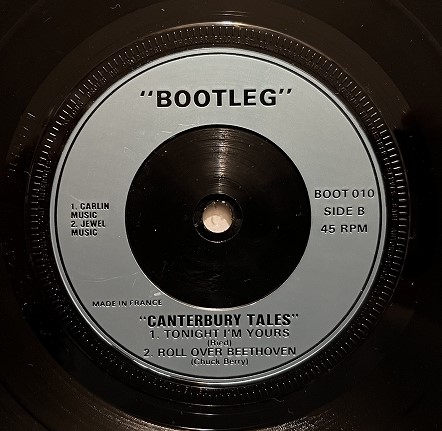 "BOOTLEG"
1. CARLIN
MUSIC
2. JEWEL
MUSIC
BOOT 010
SIDE B
45 RPM
MADE IN FRANCE
"CANTERBURY TALES"
1. TONIGHT I'M YOURS
2. ROLL OVER BEETHOVEN
(Chuck Berry)